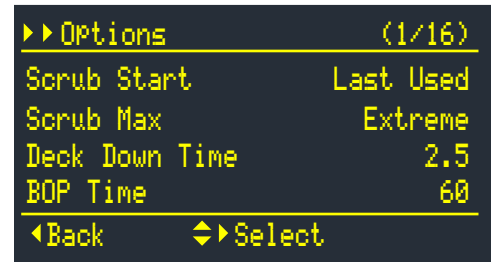 Options (1/16)
Scrub Start Last Used
Scrub Max Extreme
Deck Down Time 2.5
BOP Time 60
Back Select